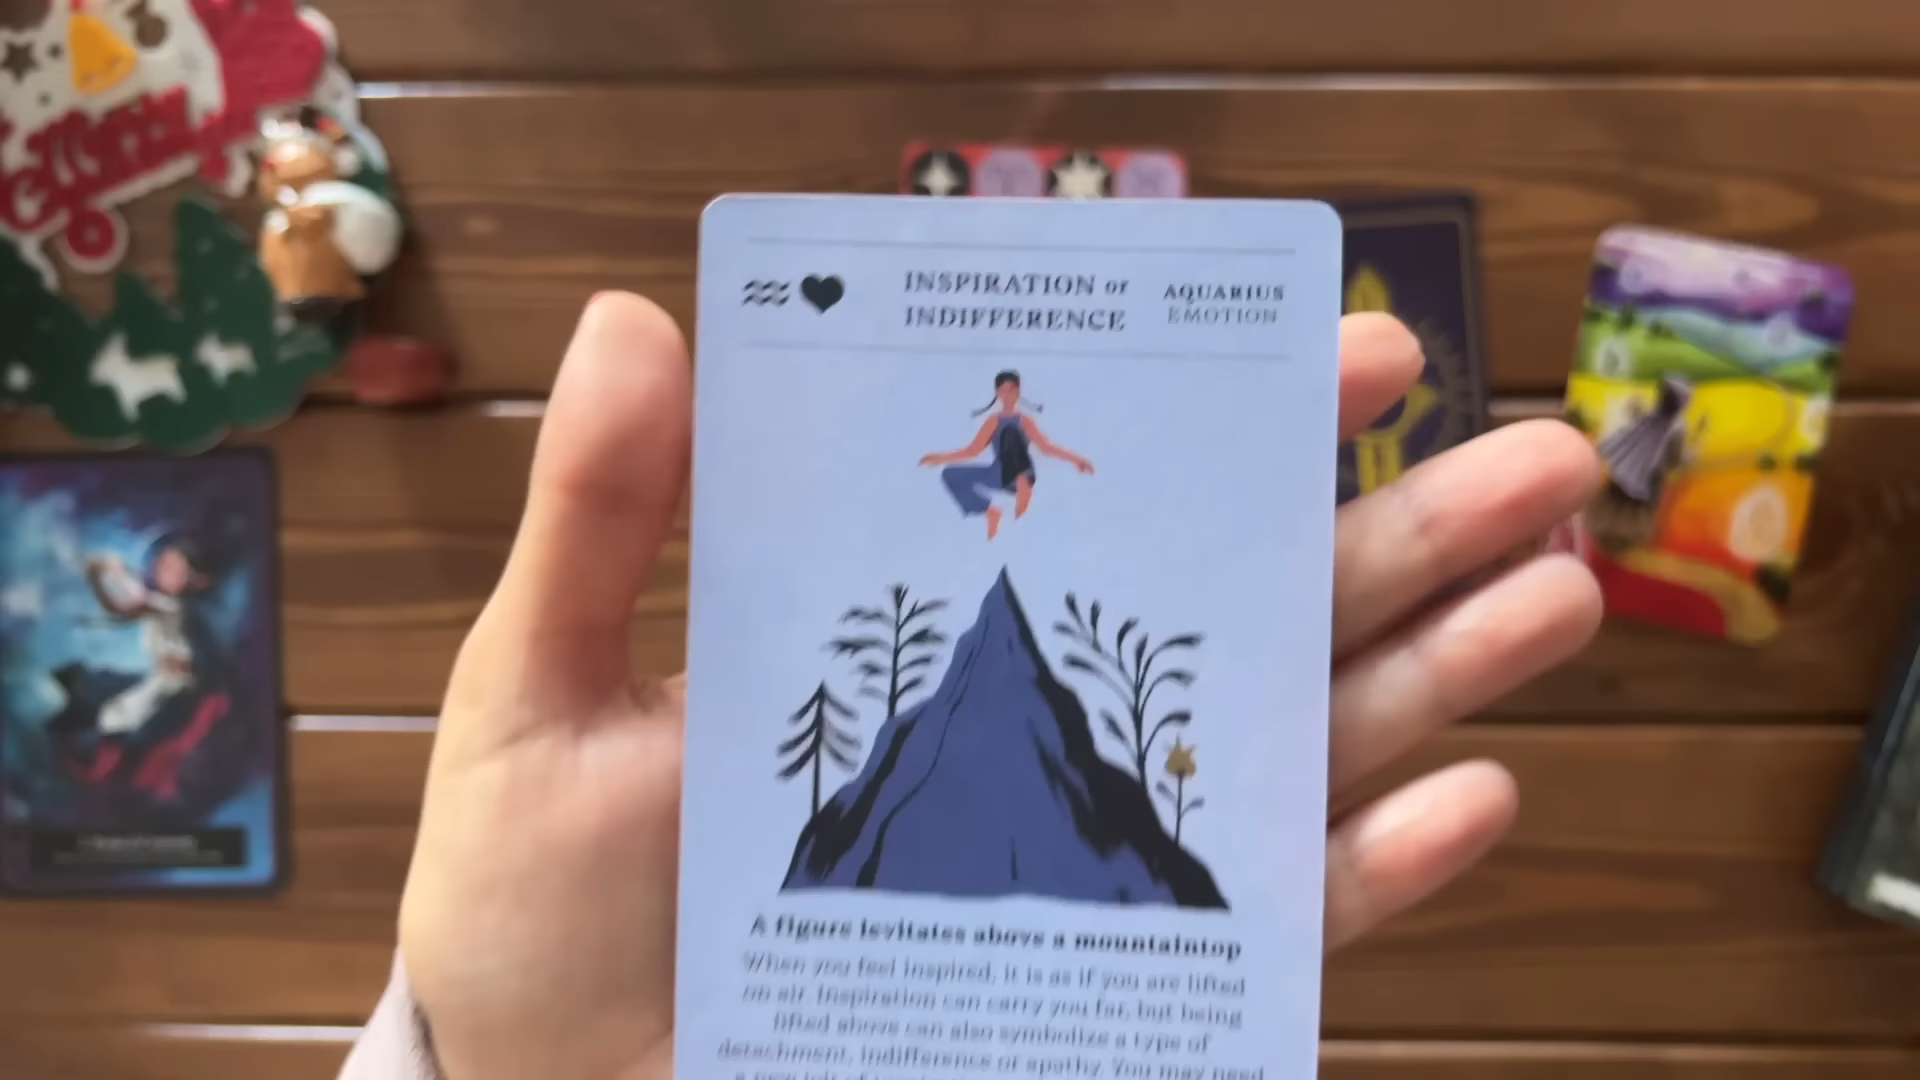 INSPIRATION or
INDIFFERENCE
AQUARIUS
EMOTION
A figure levitates above a mountaintop
When you feel inspired, it is as if you are lifted
on air. Inspiration can carry you far, but being
lifted above can also symbolize a type of
detachment, indifference or apathy. You may need